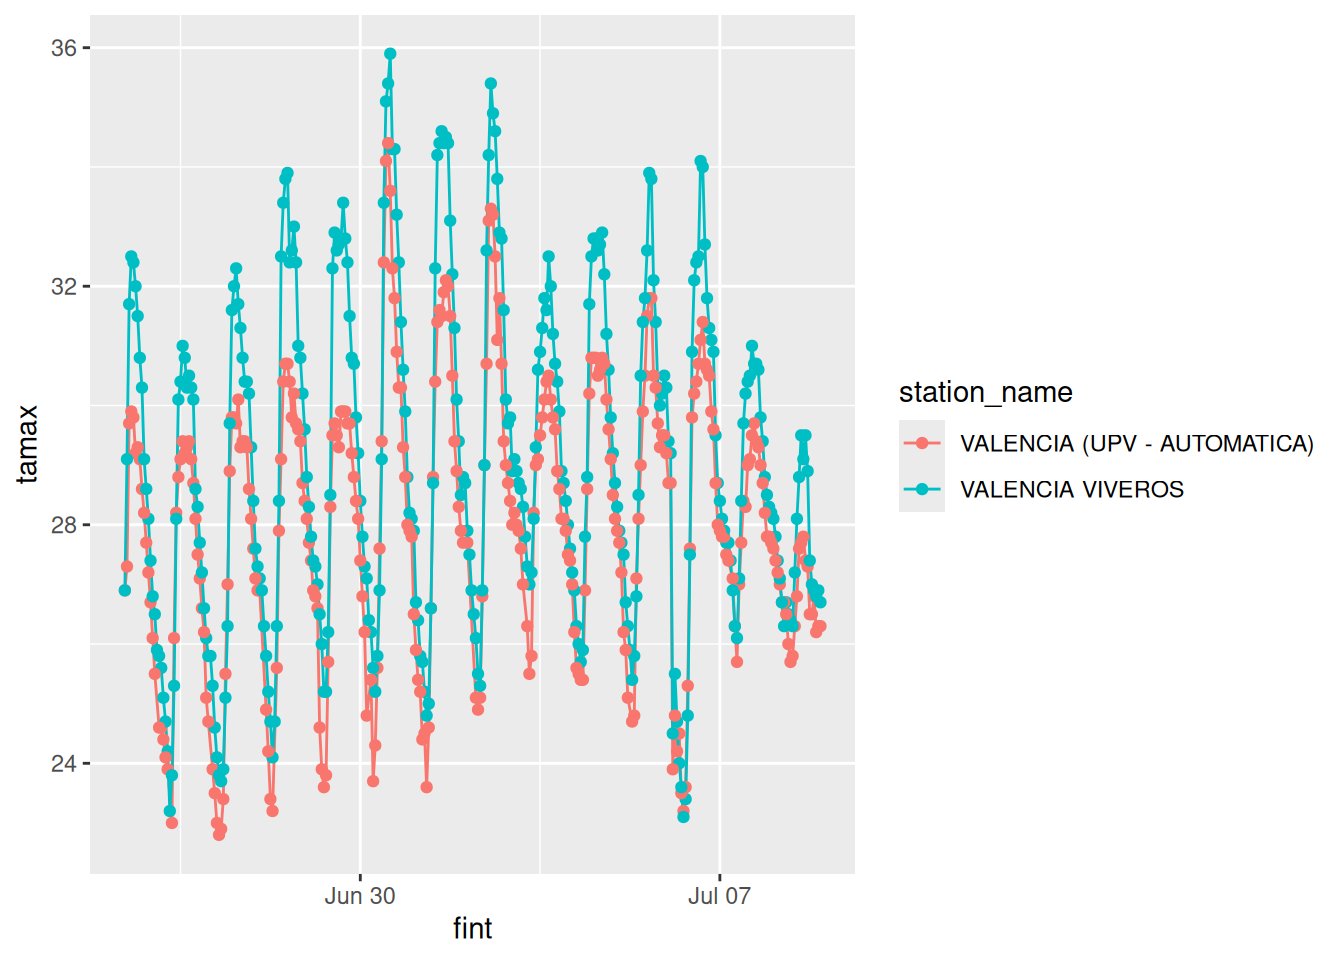 36
32
28
24
tamax
Jun 30
Jul 07
fint
station_name
VALENCIA (UPV - AUTOMATICA)
VALENCIA VIVEROS